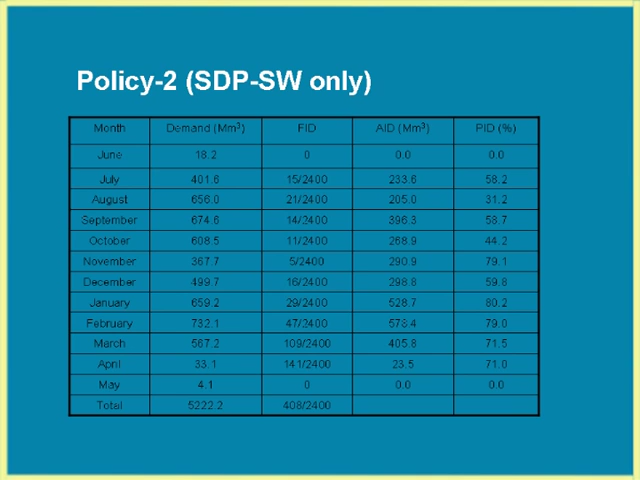 Policy-2 (SDP-SW only)
Month Demand (Mm³) FID AID (Mm³) PID (%)
June 18.2 0 0.0 0.0
July 401.6 15/2400 233.6 58.2
August 656.0 21/2400 205.0 31.2
September 674.6 14/2400 396.3 58.7
October 608.5 11/2400 268.9 44.2
November 367.7 5/2400 290.9 79.1
December 499.7 16/2400 298.8 59.8
January 659.2 29/2400 528.7 80.2
February 732.1 47/2400 578.4 79.0
March 567.2 109/2400 405.8 71.5
April 33.1 141/2400 23.5 71.0
May 4.1 0 0.0 0.0
Total 5222.2 408/2400